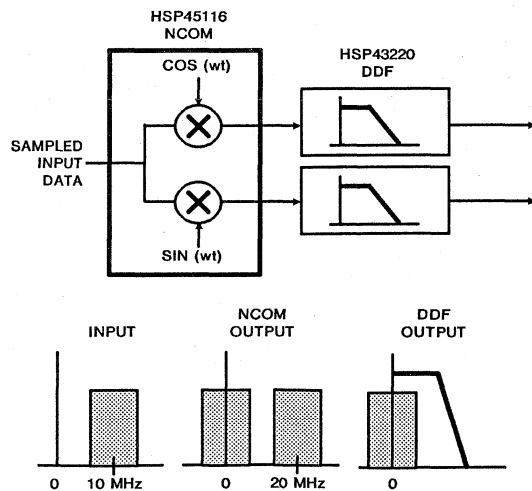 HSP45116
NCOM
COS (wt)
HSP43220
DDF
SAMPLED
INPUT
DATA
SIN (wt)
INPUT
NCOM
OUTPUT
DDF
OUTPUT
0
10 MHz
0
20 MHz
0